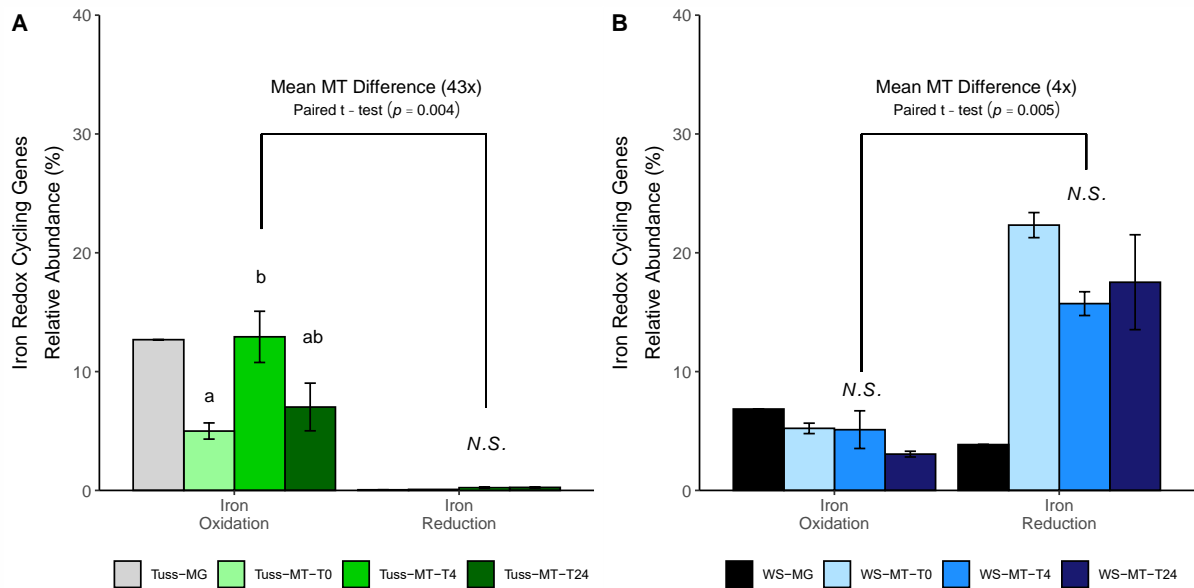 A
Iron Redox Cycling Genes
Relative Abundance (%)
40
30
20
10
0
Mean MT Difference (43x)
Paired t - test (p = 0.004)
a
b
ab
N.S.
Iron
Oxidation
Iron
Reduction
Tuss−MG
Tuss−MT−T0
Tuss−MT−T4
Tuss−MT−T24
B
Iron Redox Cycling Genes
Relative Abundance (%)
40
30
20
10
0
Mean MT Difference (4x)
Paired t - test (p = 0.005)
N.S.
N.S.
Iron
Oxidation
Iron
Reduction
WS−MG
WS−MT−T0
WS−MT−T4
WS−MT−T24